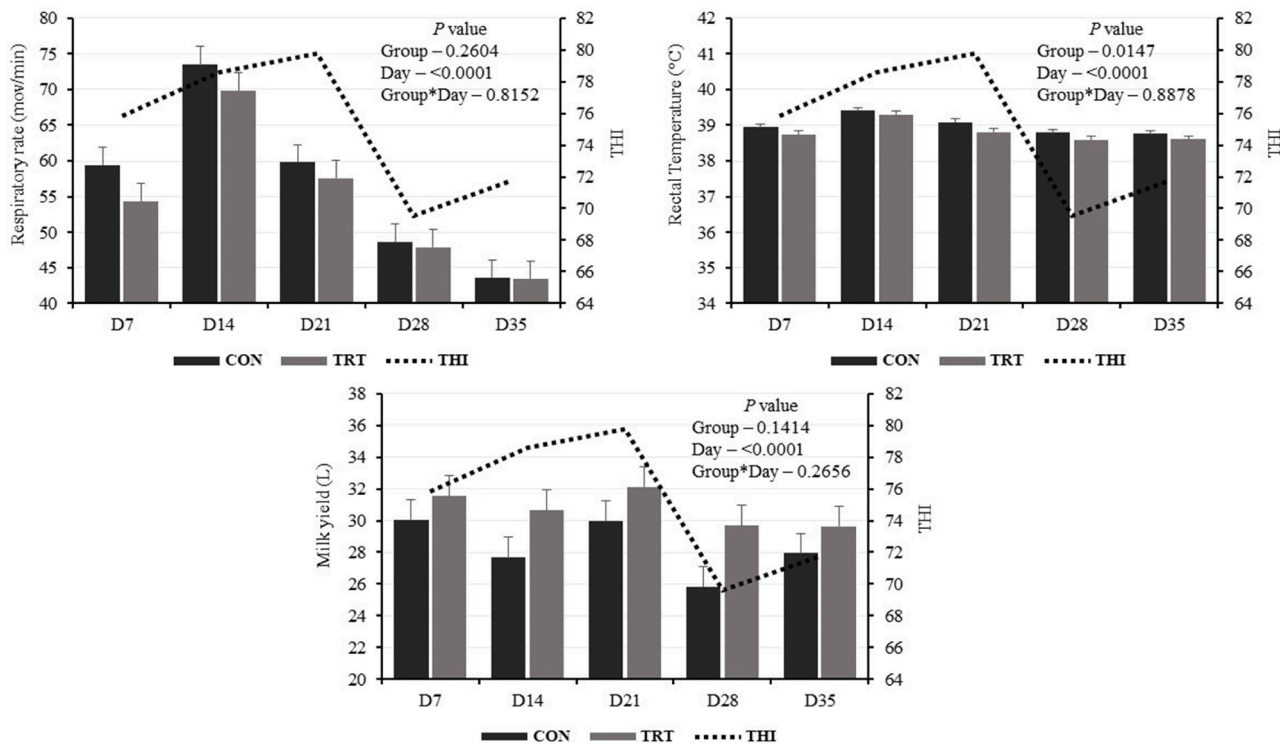 Respiratory rate (mow/min)
75
70
65
60
55
50
45
40
P value
Group – 0.2604
Day – <0.0001
Group*Day – 0.8152
82
80
78
76
74
72
70
68
66
64
THI
D7 D14 D21 D28 D35
CON TRT THI
Rectal Temperature (°C)
42
41
40
39
38
37
36
35
34
P value
Group – 0.0147
Day – <0.0001
Group*Day – 0.8878
82
80
78
76
74
72
70
68
66
64
THI
D7 D14 D21 D28 D35
CON TRT THI
Milk yield (L)
38
36
34
32
30
28
26
24
22
20
P value
Group – 0.1414
Day – <0.0001
Group*Day – 0.2656
82
80
78
76
74
72
70
68
66
64
THI
D7 D14 D21 D28 D35
CON TRT THI